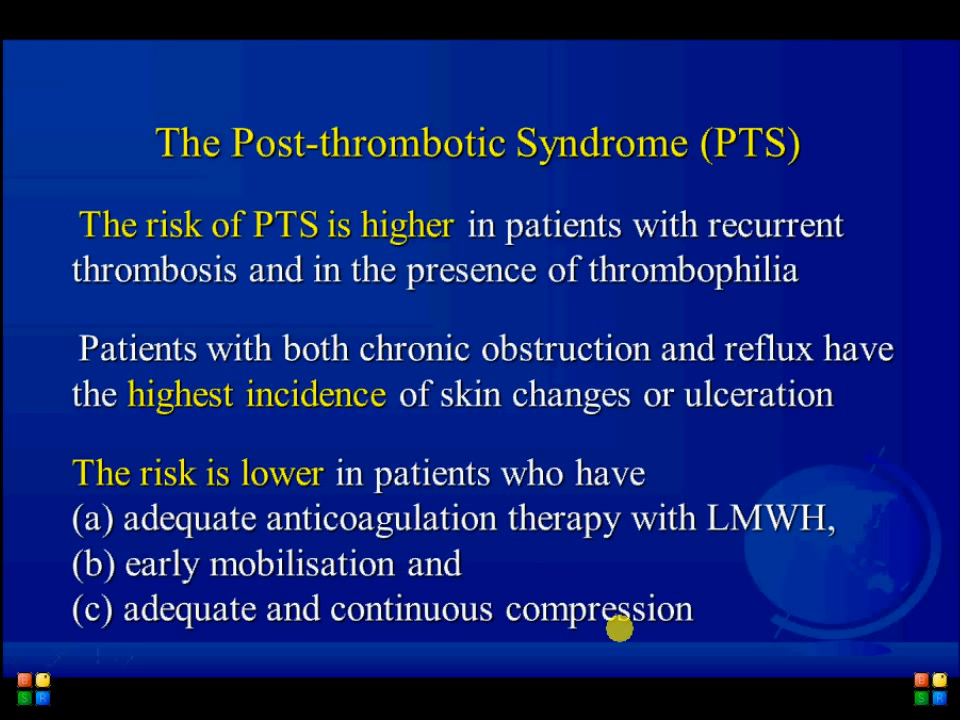 The Post-thrombotic Syndrome (PTS)
The risk of PTS is higher in patients with recurrent
thrombosis and in the presence of thrombophilia
Patients with both chronic obstruction and reflux have
the highest incidence of skin changes or ulceration
The risk is lower in patients who have
(a) adequate anticoagulation therapy with LMWH,
(b) early mobilisation and
(c) adequate and continuous compression